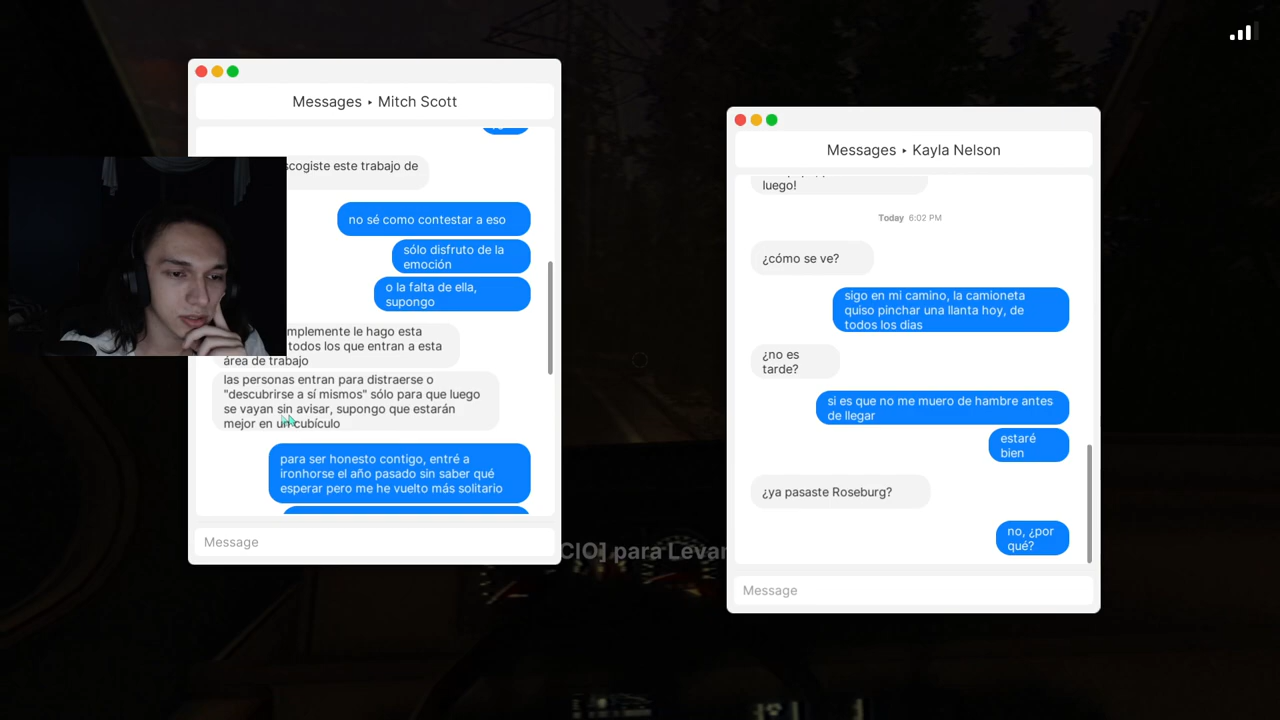 Messages ▸ Mitch Scott
scogiste este trabajo de
no sé como contestar a eso
sólo disfruto de la
emoción
o la falta de ella,
supongo
mplemente le hago esta
todos los que entran a esta
área de trabajo
las personas entran para distraerse o
"descubrirse a sí mismos" sólo para que luego
se vayan sin avisar, supongo que estarán
mejor en un cubículo
para ser honesto contigo, entré a
ironhorse el año pasado sin saber qué
esperar pero me he vuelto más solitario
Message
CIO] para Levan
Messages ▸ Kayla Nelson
luego!
Today 6:02 PM
¿cómo se ve?
sigo en mi camino, la camioneta
quiso pinchar una llanta hoy, de
todos los dias
¿no es
tarde?
si es que no me muero de hambre antes
de llegar
estaré
bien
¿ya pasaste Roseburg?
no, ¿por
qué?
Message